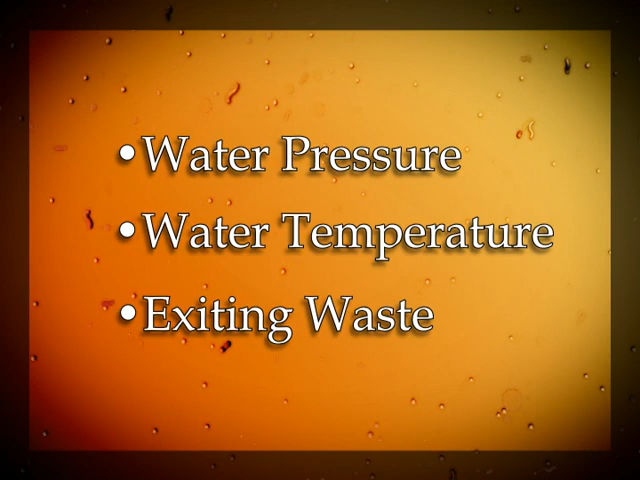 •Water Pressure
•Water Temperature
•Exiting Waste